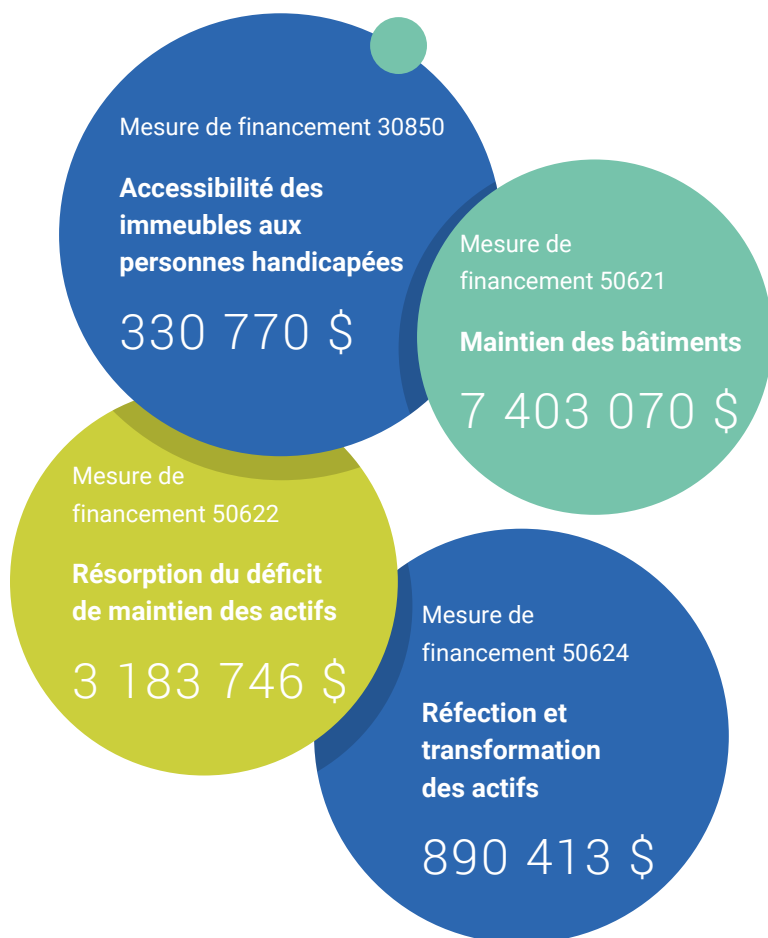 Mesure de financement 30850
Accessibilité des
immeubles aux
personnes handicapées
330 770 $
Mesure de
financement 50621
Maintien des bâtiments
7 403 070 $
Mesure de
financement 50622
Résorption du déficit
de maintien des actifs
3 183 746 $
Mesure de
financement 50624
Réfection et
transformation
des actifs
890 413 $